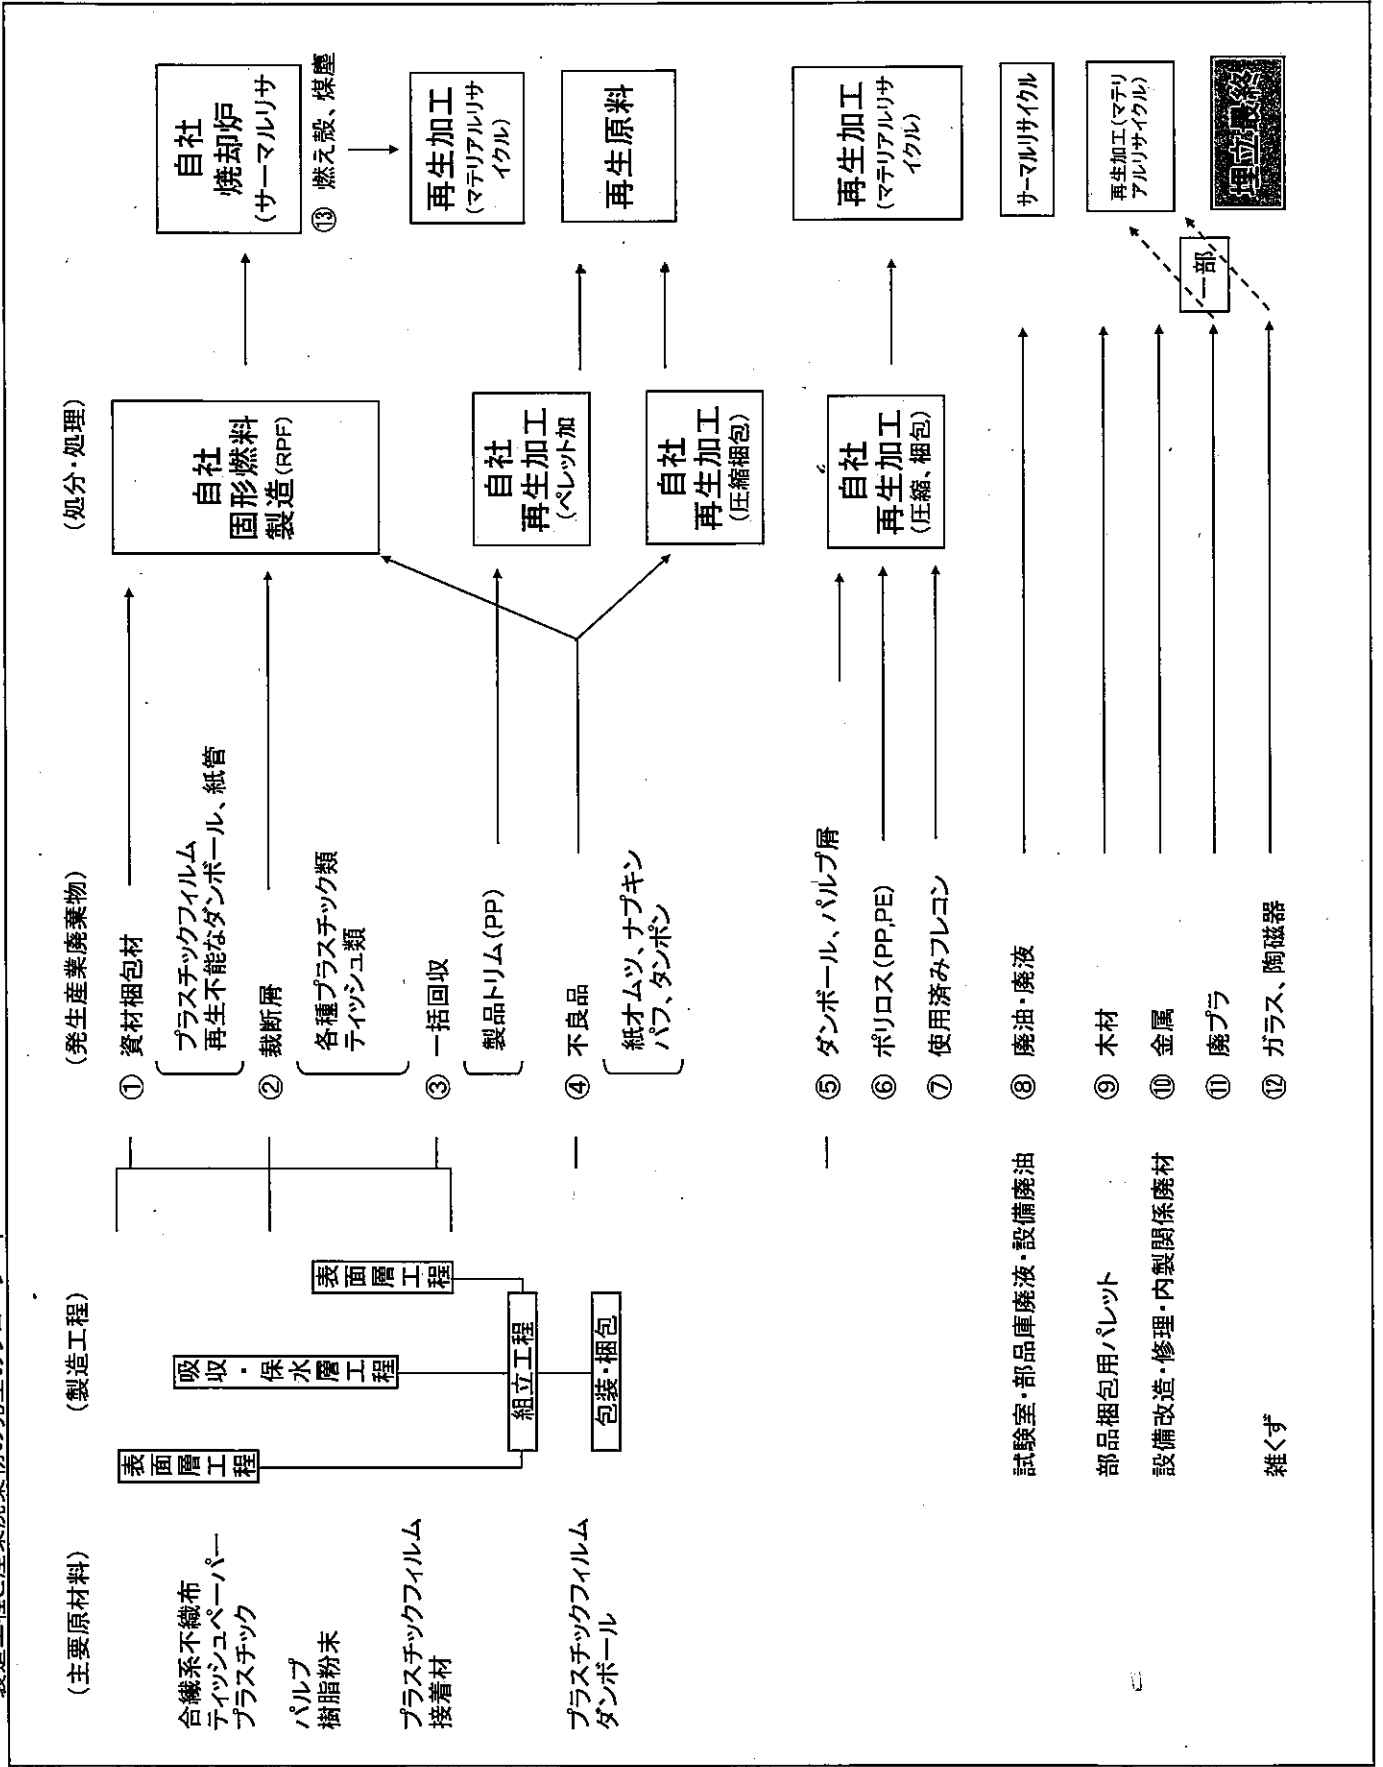 (主要原材料)
(製造工程)
(発生産業廃棄物)
(処分・処理)
合繊系不織布
ティッシュペーパー
プラスチック
パルプ
樹脂粉末
プラスチックフィルム
接着材
プラスチックフィルム
ダンボール
表面層工程
吸収・保水層工程
表面層工程
組立工程
包装・梱包
① 資材梱包材
プラスチックフィルム
再生不能なダンボール、紙管
② 裁断屑
各種プラスチック類
ティッシュ類
③ 一括回収
製品トリム(PP)
④ 不良品
紙オムツ、ナプキン
パフ、タンポン
⑤ ダンボール、パルプ屑
⑥ ポリロス(PP,PE)
⑦ 使用済みフレコン
試験室・部品庫廃液・設備廃油
⑧ 廃油・廃液
部品梱包用パレット
⑨ 木材
設備改造・修理・内製関係廃材
⑩ 金属
⑪ 廃プラ
雑くず
⑫ ガラス、陶磁器
自社
固形燃料
製造(RPF)
自社
再生加工
(ペレット加
自社
再生加工
(圧縮梱包)
自社
再生加工
(圧縮、梱包)
自社
焼却炉
(サーマルリサ
⑬ 燃え殻、煤塵
再生加工
(マテリアルリサ
イクル)
再生原料
再生加工
(マテリアルリサ
イクル)
サーマルリサイクル
再生加工(マテリ
アルリサイクル)
一部
埋立最終